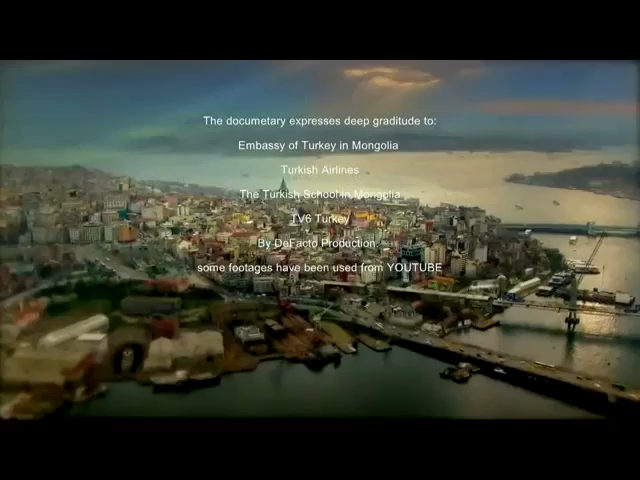 The documetary expresses deep graditude to:
Embassy of Turkey in Mongolia
Turkish Airlines
The Turkish School in Mongolia
TV6 Turkey
By DeFacto Production
some footages have been used from YOUTUBE